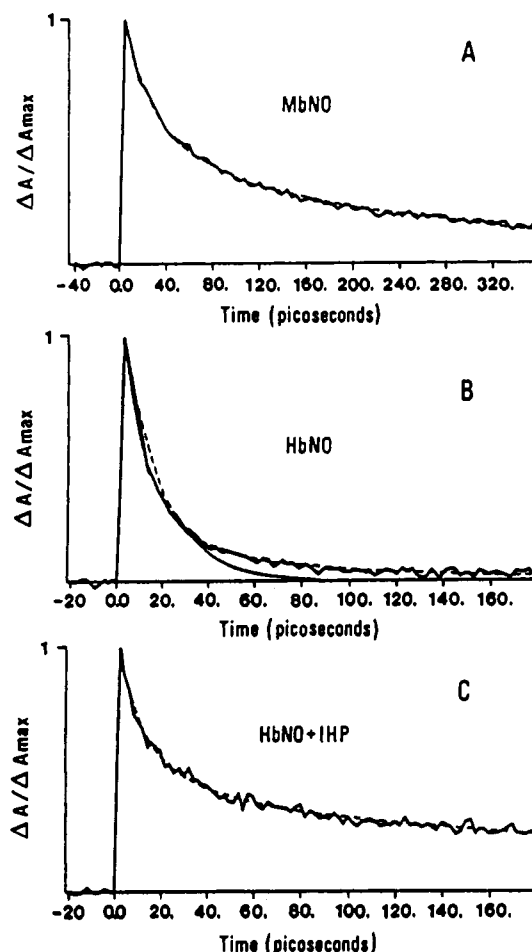 A
1
MbNO
ΔA/ΔAmax
-40 0.0 40. 80. 120. 160. 200. 240. 280. 320.
Time (picoseconds)
B
1
HbNO
ΔA/ΔAmax
-20 0.0 20. 40. 60. 80. 100. 120. 140. 160.
Time (picoseconds)
C
1
HbNO+IHP
ΔA/ΔAmax
-20 0.0 20. 40. 60. 80. 100. 120. 140. 160.
Time (picoseconds)